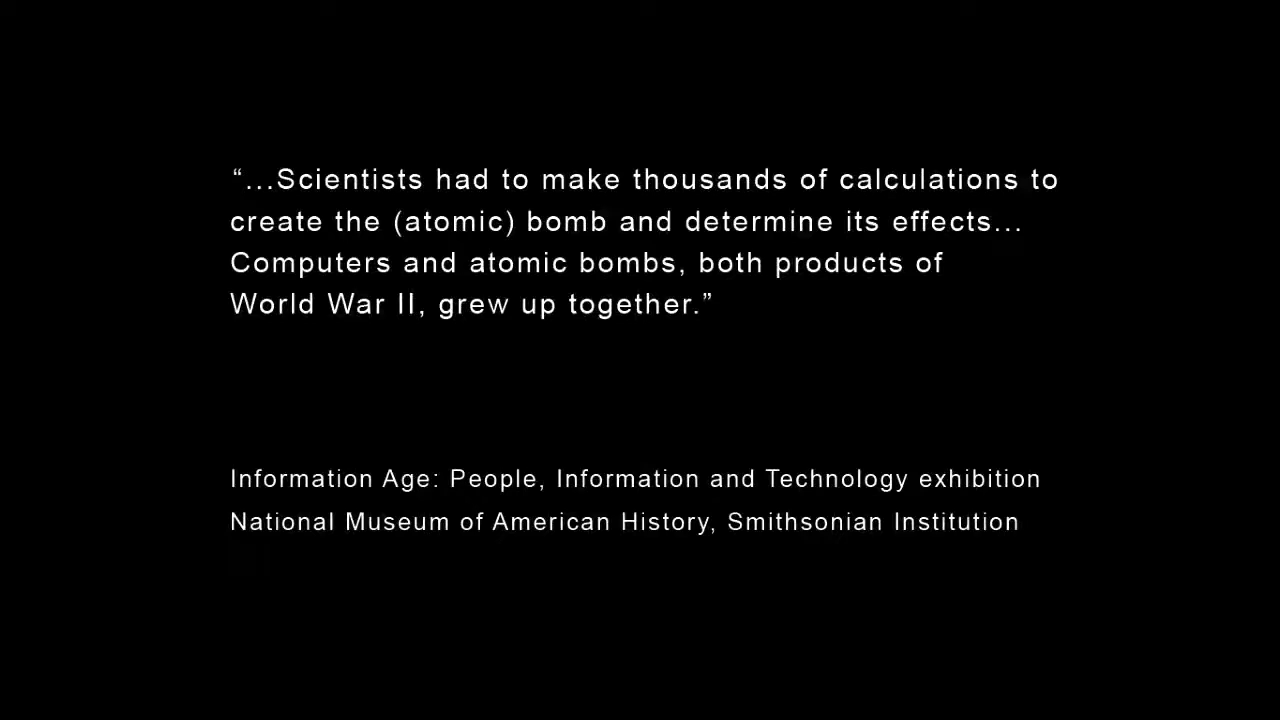 “...Scientists had to make thousands of calculations to
create the (atomic) bomb and determine its effects...
Computers and atomic bombs, both products of
World War II, grew up together.”
Information Age: People, Information and Technology exhibition
National Museum of American History, Smithsonian Institution